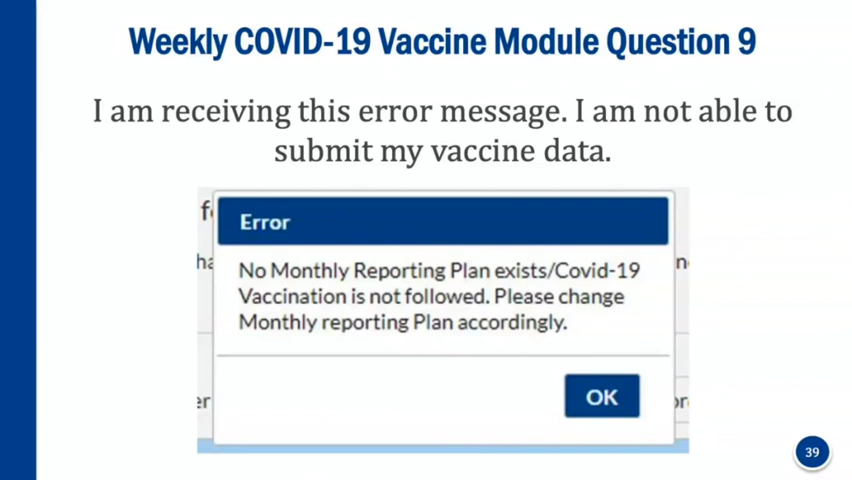 Weekly COVID-19 Vaccine Module Question 9
I am receiving this error message. I am not able to
submit my vaccine data.
Error
No Monthly Reporting Plan exists/Covid-19
Vaccination is not followed. Please change
Monthly reporting Plan accordingly.
OK
39